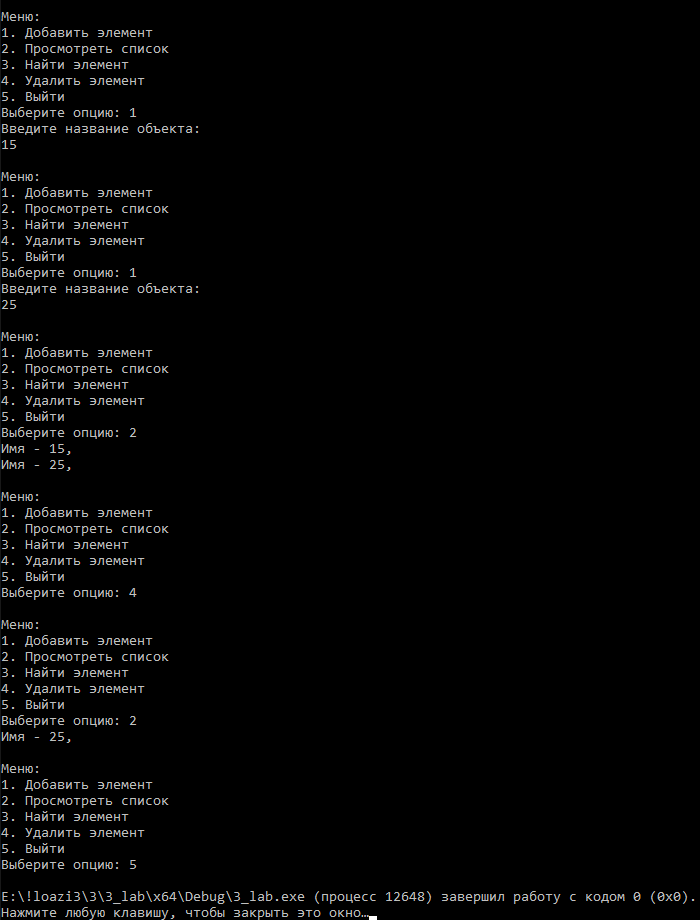 Меню:
1. Добавить элемент
2. Просмотреть список
3. Найти элемент
4. Удалить элемент
5. Выйти
Выберите опцию: 1
Введите название объекта:
15
Меню:
1. Добавить элемент
2. Просмотреть список
3. Найти элемент
4. Удалить элемент
5. Выйти
Выберите опцию: 1
Введите название объекта:
25
Меню:
1. Добавить элемент
2. Просмотреть список
3. Найти элемент
4. Удалить элемент
5. Выйти
Выберите опцию: 2
Имя - 15,
Имя - 25,
Меню:
1. Добавить элемент
2. Просмотреть список
3. Найти элемент
4. Удалить элемент
5. Выйти
Выберите опцию: 4
Меню:
1. Добавить элемент
2. Просмотреть список
3. Найти элемент
4. Удалить элемент
5. Выйти
Выберите опцию: 2
Имя - 25,
Меню:
1. Добавить элемент
2. Просмотреть список
3. Найти элемент
4. Удалить элемент
5. Выйти
Выберите опцию: 5
E:\!loazi3\3\3_lab\x64\Debug\3_lab.exe (процесс 12648) завершил работу с кодом 0 (0x0).
Нажмите любую клавишу, чтобы закрыть это окно…